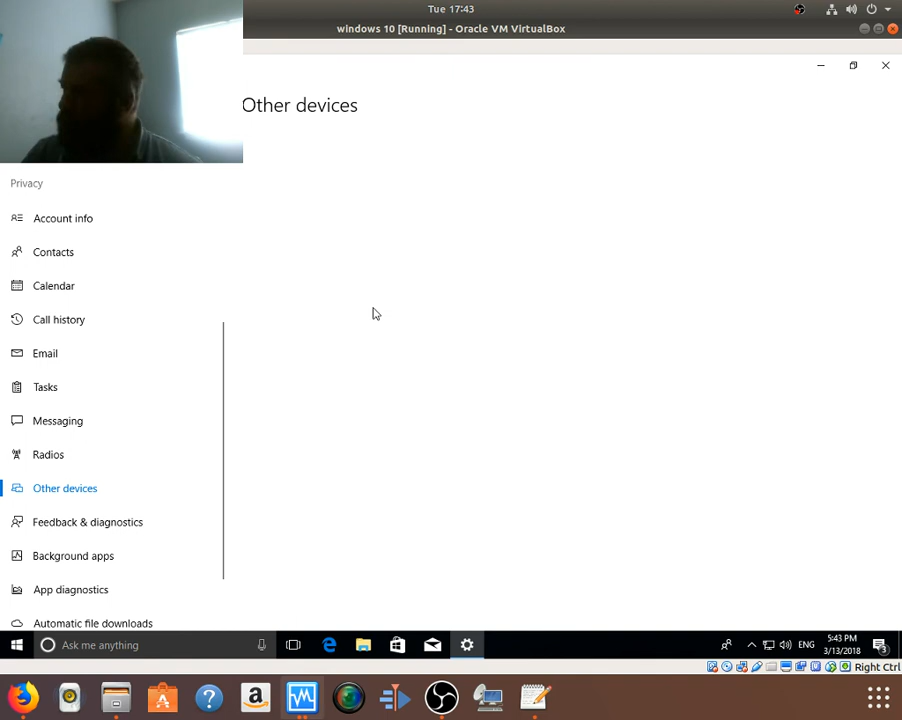 Tue 17:43
windows 10 [Running] - Oracle VM VirtualBox
Other devices
Privacy
Account info
Contacts
Calendar
Call history
Email
Tasks
Messaging
Radios
Other devices
Feedback & diagnostics
Background apps
App diagnostics
Automatic file downloads
Ask me anything
ENG
5:43 PM
3/13/2018
3
Right Ctrl